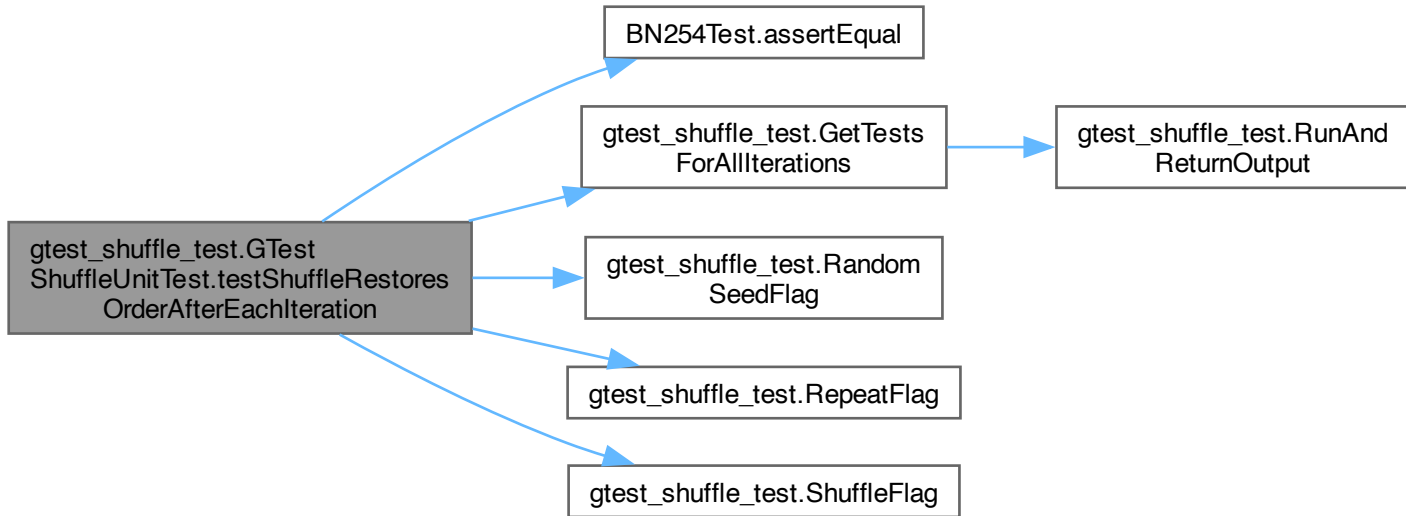 BN254Test.assertEqual
gtest_shuffle_test.GetTests
ForAllIterations
gtest_shuffle_test.RunAnd
ReturnOutput
gtest_shuffle_test.GTest
ShuffleUnitTest.testShuffleRestores
OrderAfterEachIteration
gtest_shuffle_test.Random
SeedFlag
gtest_shuffle_test.RepeatFlag
gtest_shuffle_test.ShuffleFlag